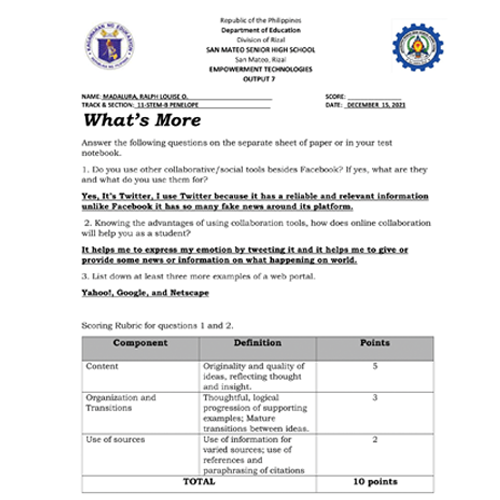 Republic of the Philippines
Department of Education
Division of Rizal
SAN MATEO SENIOR HIGH SCHOOL
San Mateo, Rizal
EMPOWERMENT TECHNOLOGIES
OUTPUT 7
NAME: MADALURA, RALPH LOUISE O. SCORE:
TRACK & SECTION: 11-STEM-B PENELOPE DATE: DECEMBER 15, 2021
What's More
Answer the following questions on the separate sheet of paper or in your test
notebook.
1. Do you use other collaborative/social tools besides Facebook? If yes, what are they
and what do you use them for?
Yes, It's Twitter, I use Twitter because it has a reliable and relevant information
unlike Facebook it has so many fake news around its platform.
2. Knowing the advantages of using collaboration tools, how does online collaboration
will help you as a student?
It helps me to express my emotion by tweeting it and it helps me to give or
provide some news or information on what happening on world.
3. List down at least three more examples of a web portal.
Yahoo!, Google, and Netscape
Scoring Rubric for questions 1 and 2.
Component Definition Points
Content Originality and quality of 5
ideas, reflecting thought
and insight.
Organization and Thoughtful, logical 3
Transitions progression of supporting
examples; Mature
transitions between ideas.
Use of sources Use of information for 2
varied sources; use of
references and
paraphrasing of citations
TOTAL 10 points